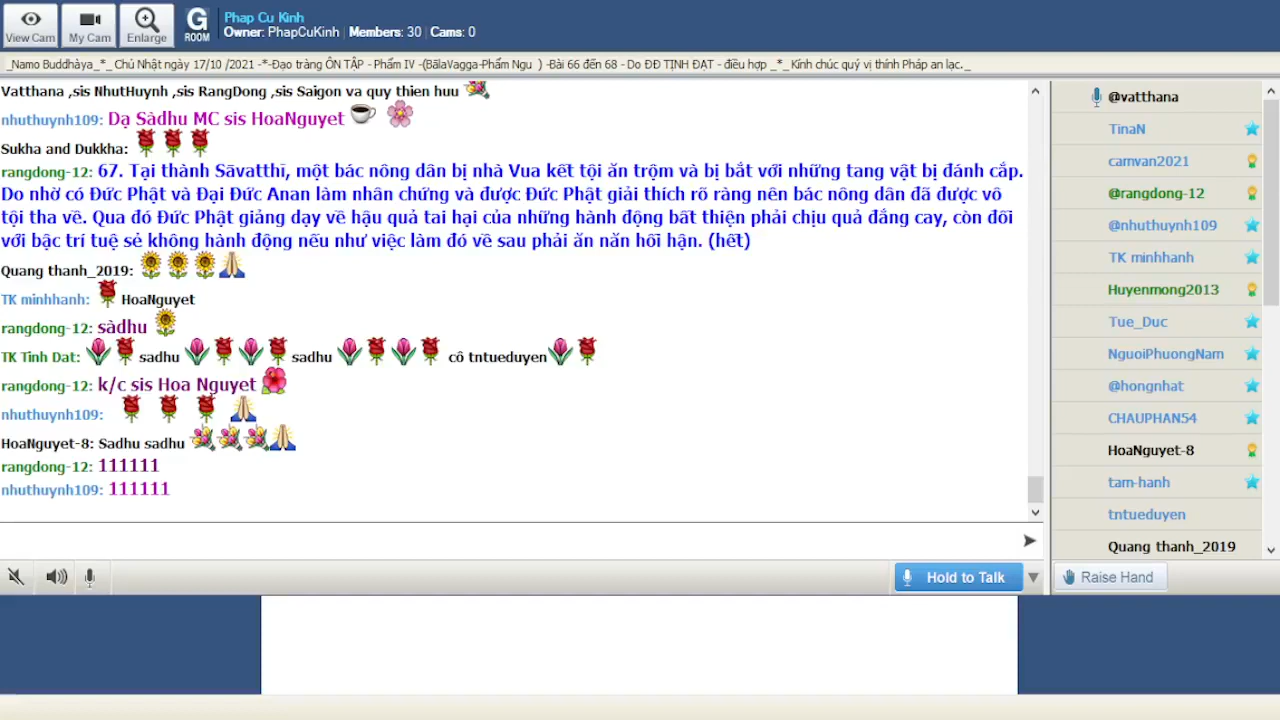 View Cam
My Cam
Enlarge
G
ROOM
Phap Cu Kinh
Owner: PhapCuKinh | Members: 30 | Cams: 0
_Namo Buddhàya_*_ Chủ Nhật ngày 17/10 /2021 -*-Đạo tràng ÔN TẬP - Phẩm IV -(BālaVagga-Phẩm Ngu ) -Bài 66 đến 68 - Do ĐĐ TỊNH ĐẠT - điều hợp _*_ Kính chúc quý vị thính Pháp an lạc._
Vatthana ,sis NhutHuynh ,sis RangDong ,sis Saigon va quy thien huu
nhuthuynh109: Dạ Sàdhu MC sis HoaNguyet
Sukha and Dukkha:
rangdong-12: 67. Tại thành Sāvatthī, một bác nông dân bị nhà Vua kết tội ăn trộm và bị bắt với những tang vật bị đánh cắp.
Do nhờ có Đức Phật và Đại Đức Anan làm nhân chứng và được Đức Phật giải thích rõ ràng nên bác nông dân đã được vô
tội tha về. Qua đó Đức Phật giảng dạy về hậu quả tai hại của những hành động bất thiện phải chịu quả đắng cay, còn đối
với bậc trí tuệ sẻ không hành động nếu như việc làm đó về sau phải ăn năn hối hận. (hết)
Quang thanh_2019:
TK minhhanh: HoaNguyet
rangdong-12: sàdhu
TK Tinh Dat: sadhu sadhu cô tntueduyen
rangdong-12: k/c sis Hoa Nguyet
nhuthuynh109:
HoaNguyet-8: Sadhu sadhu
rangdong-12: 111111
nhuthuynh109: 111111
@vatthana
TinaN
camvan2021
@rangdong-12
@nhuthuynh109
TK minhhanh
Huyenmong2013
Tue_Duc
NguoiPhuongNam
@hongnhat
CHAUPHAN54
HoaNguyet-8
tam-hanh
tntueduyen
Quang thanh_2019
Hold to Talk
Raise Hand